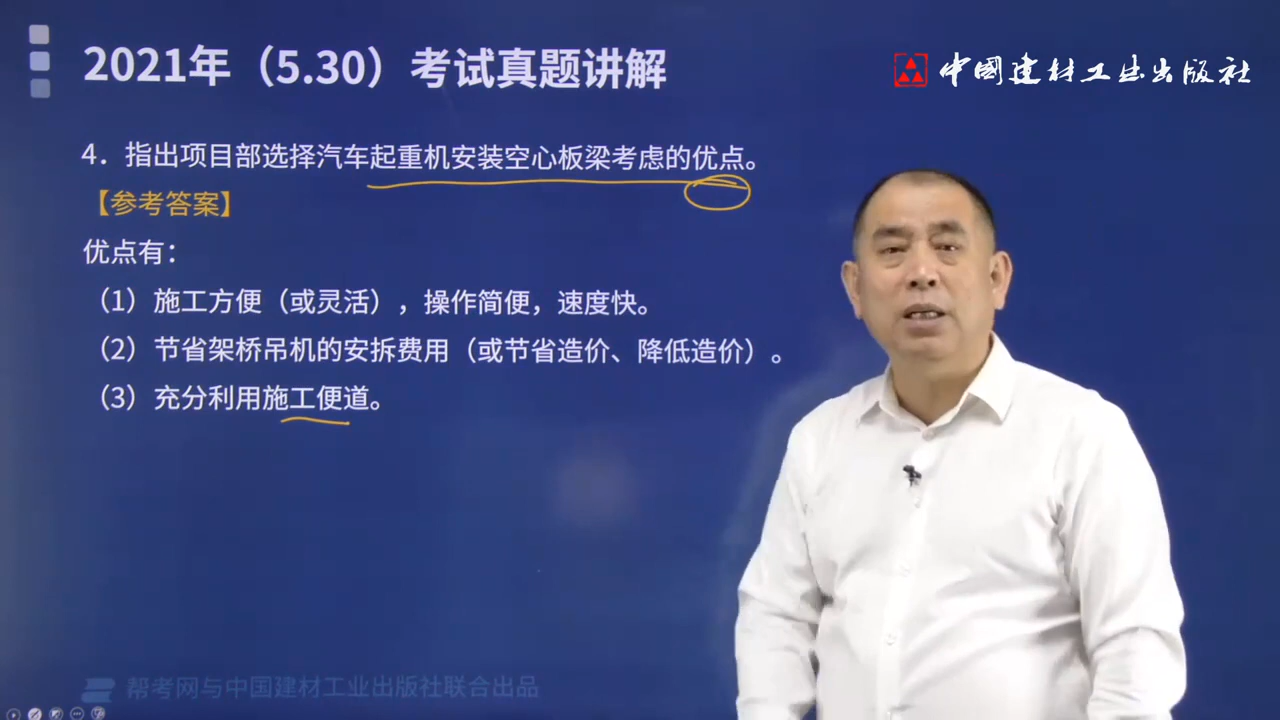 2021年（5.30）考试真题讲解
中国建材工业出版社
4．指出项目部选择汽车起重机安装空心板梁考虑的优点。
【参考答案】
优点有：
（1）施工方便（或灵活），操作简便，速度快。
（2）节省架桥吊机的安拆费用（或节省造价、降低造价）。
（3）充分利用施工便道。
帮考网与中国建材工业出版社联合出品